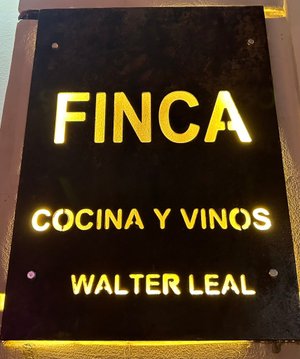 FINCA
COCINA Y VINOS
WALTER LEAL